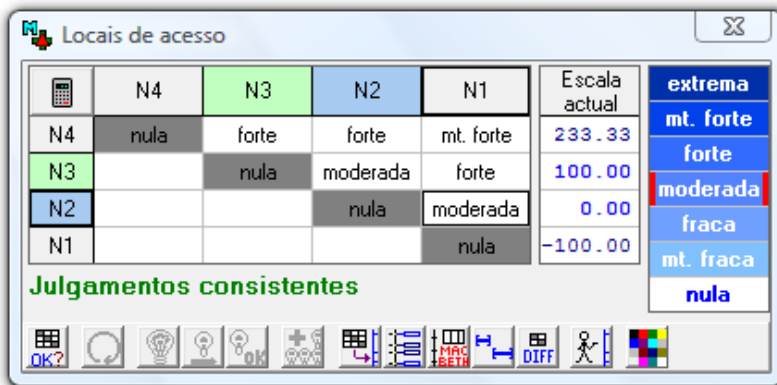 Locais de acesso
N4 N3 N2 N1 Escala actual
N4 nula forte forte mt. forte 233.33
N3 nula moderada forte 100.00
N2 nula moderada 0.00
N1 nula -100.00
extrema
mt. forte
forte
moderada
fraca
mt. fraca
nula
Julgamentos consistentes
OK? OK MAC BETH DIFF